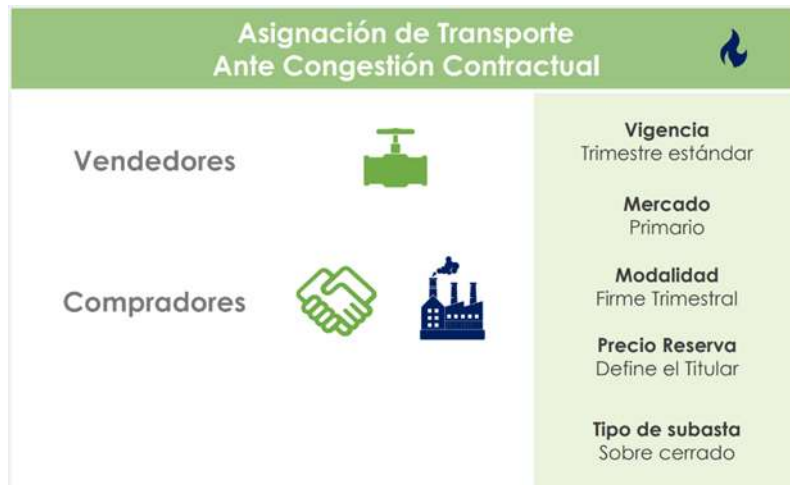 Asignación de Transporte
Ante Congestión Contractual
Vendedores
Compradores
Vigencia
Trimestre estándar
Mercado
Primario
Modalidad
Firme Trimestral
Precio Reserva
Define el Titular
Tipo de subasta
Sobre cerrado